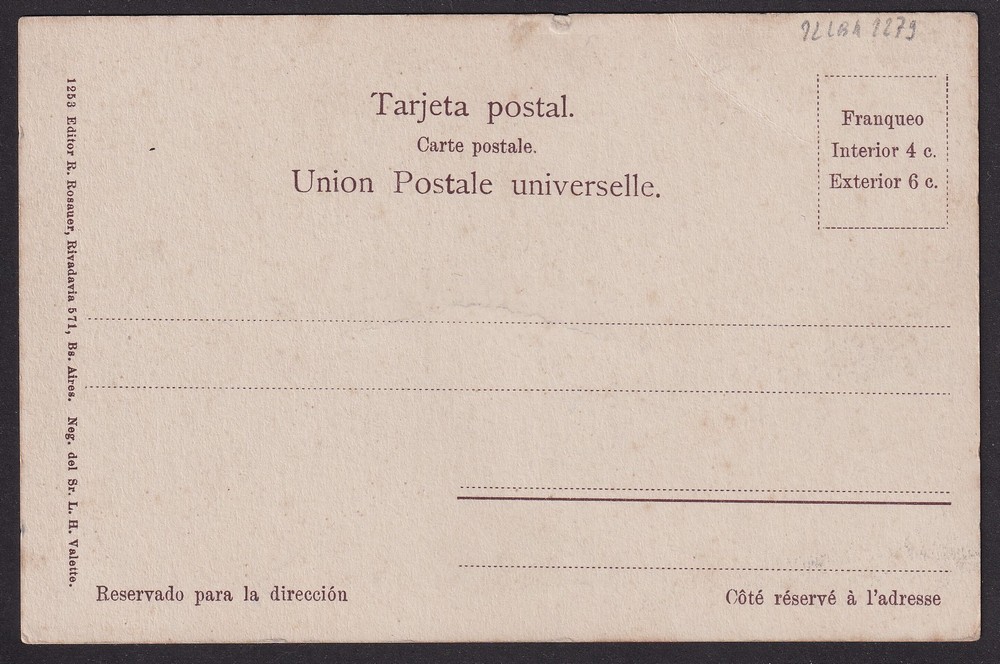 Tarjeta postal.
Carte postale.
Union Postale universelle.
Franqueo
Interior 4 c.
Exterior 6 c.
1253 Editor R. Rosauer, Rivadavia 571, Bs. Aires. Neg. del Sr. L. H. Valette.
Reservado para la dirección
Côté réservé à l'adresse